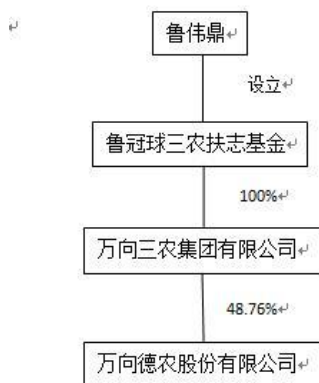 鲁伟鼎
设立
鲁冠球三农扶志基金
100%
万向三农集团有限公司
48.76%
万向德农股份有限公司